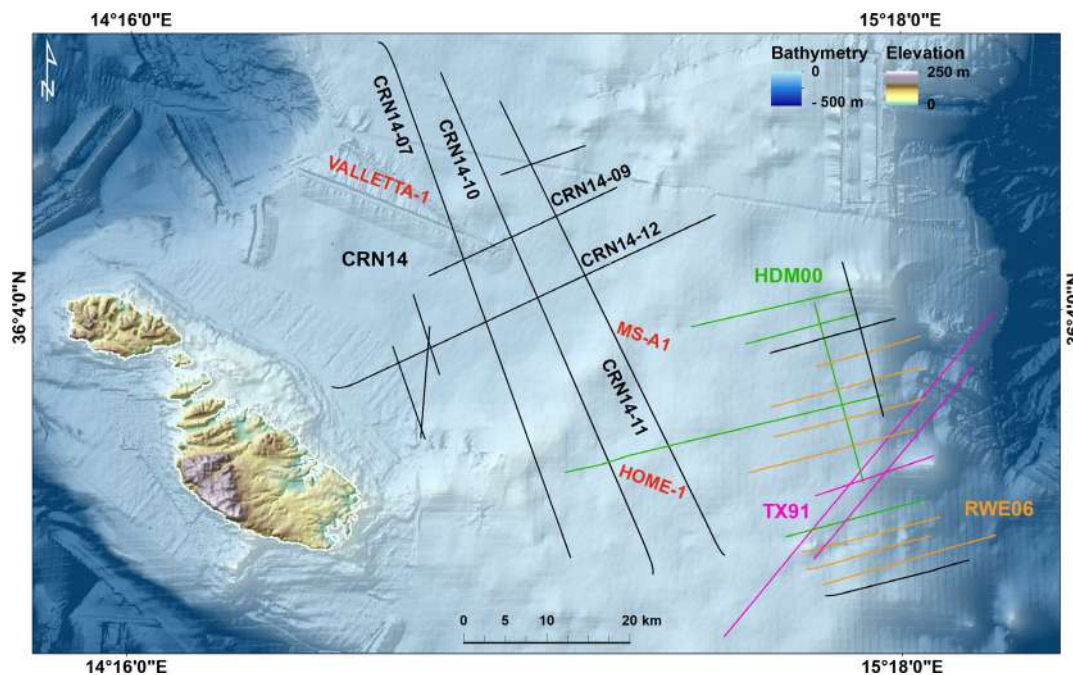 14°16'0"E
15°18'0"E
Bathymetry Elevation
0 250 m
- 500 m 0
N
CRN14-07
CRN14-10
VALLETTA-1
CRN14-09
CRN14
CRN14-12
HDM00
36°4'0"N
36°4'0"N
MS-A1
CRN14-11
HOME-1
TX91
RWE06
0 5 10 20 km
14°16'0"E
15°18'0"E